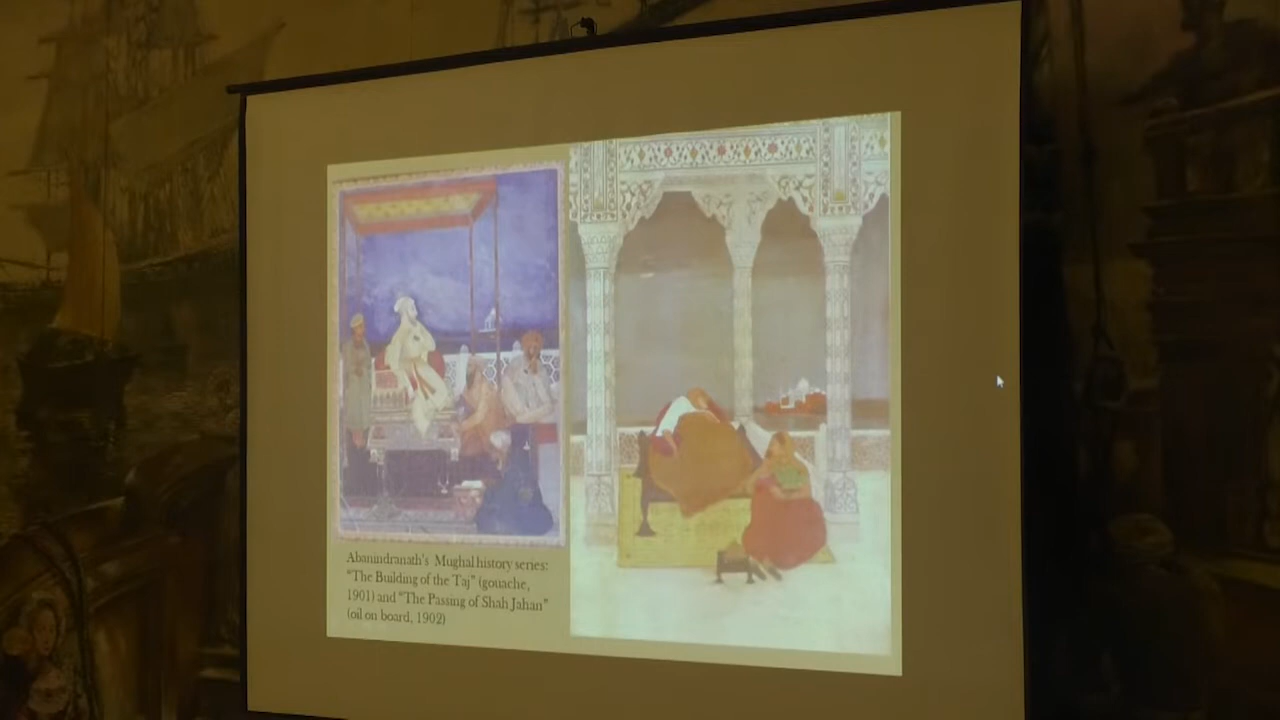 Abanindranath's Mughal history series:
"The Building of the Taj" (gouache,
1901) and "The Passing of Shah Jahan"
(oil on board, 1902)